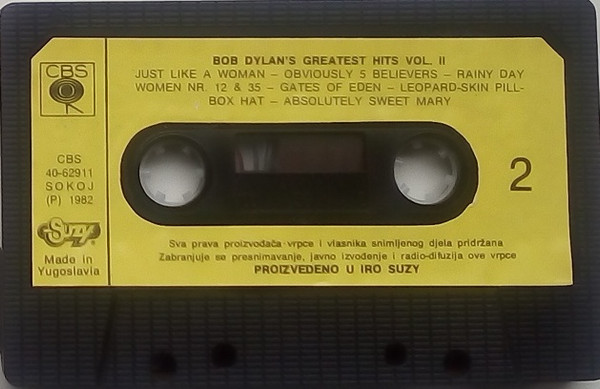 BOB DYLAN'S GREATEST HITS VOL. II
JUST LIKE A WOMAN – OBVIOUSLY 5 BELIEVERS – RAINY DAY
WOMEN NR. 12 & 35 – GATES OF EDEN – LEOPARD-SKIN PILL-
BOX HAT – ABSOLUTELY SWEET MARY
CBS
CBS
40-62911
SOKOJ
(P) 1982
Suzy
Made in
Yugoslavia
2
Sva prava proizvođača vrpce i vlasnika snimljenog djela pridržana
Zabranjuje se presnimavanje, javno izvođenje i radio-difuzija ove vrpce
PROIZVEDENO U IRO SUZY